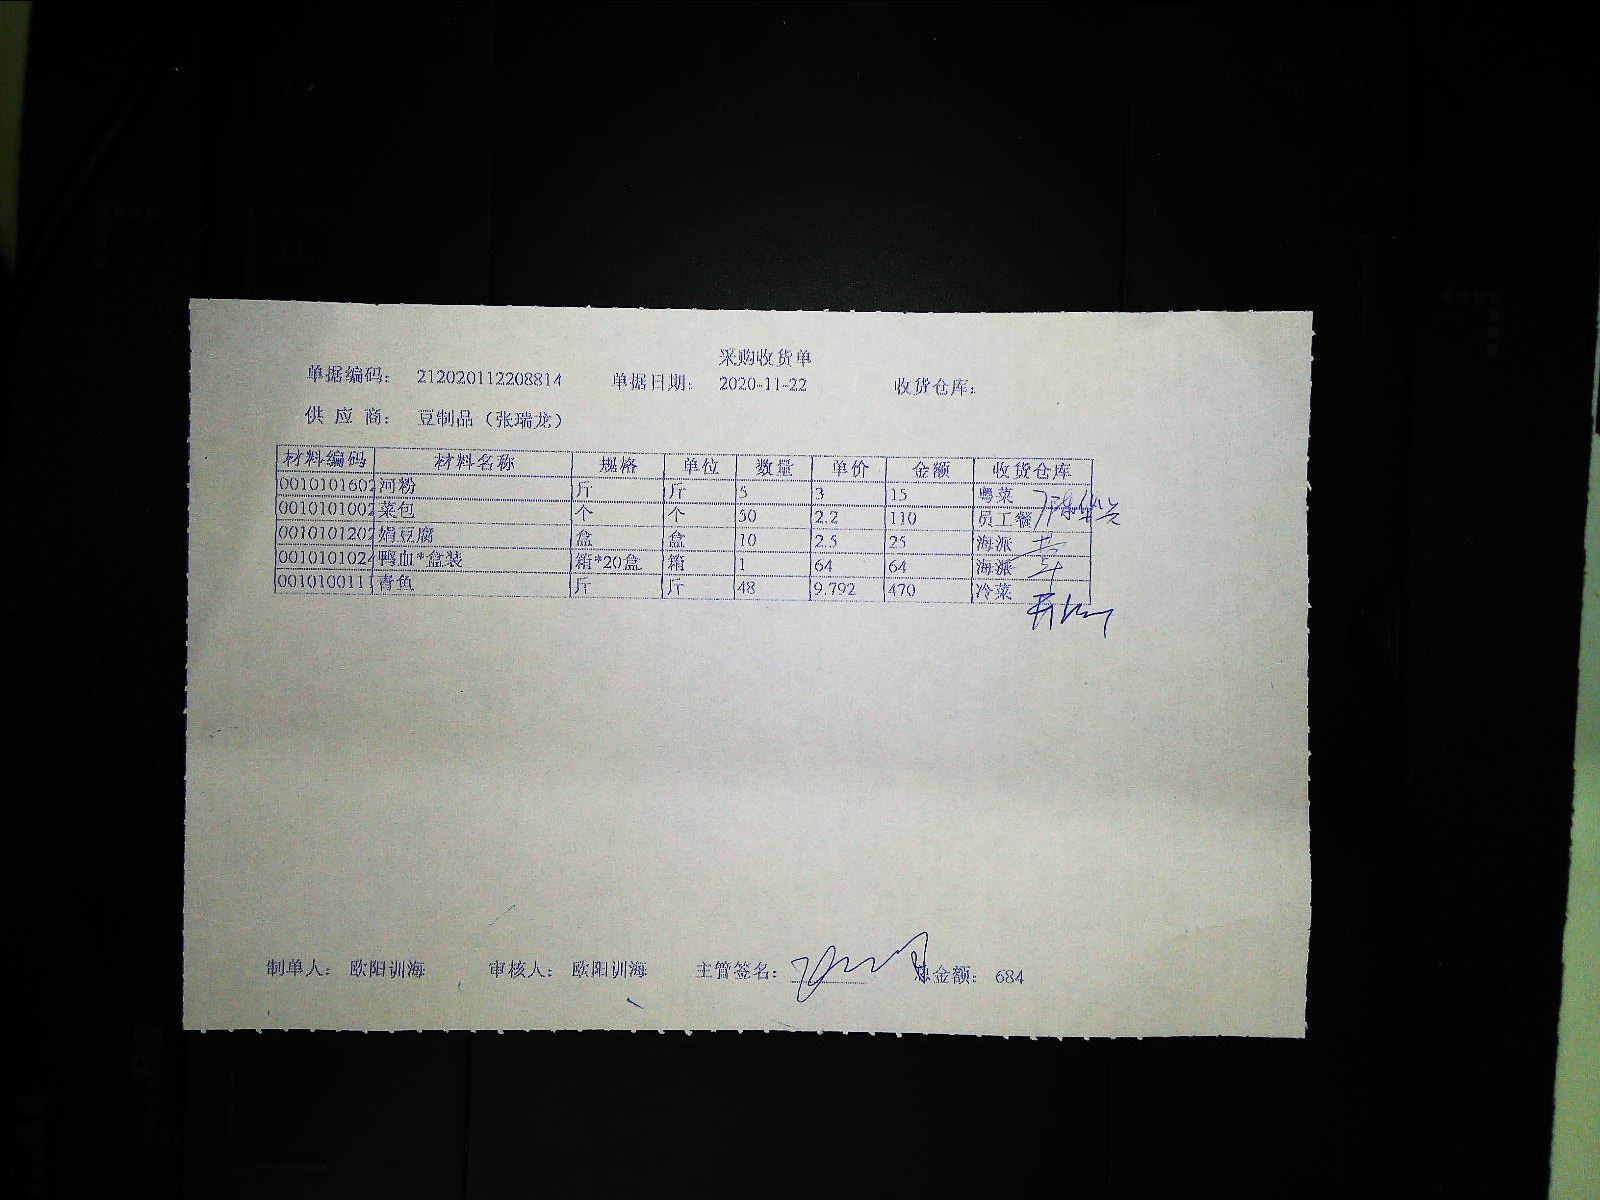 采购收货单
单据编码： 212020112208814 单据日期： 2020-11-22 收货仓库：
供 应 商： 豆制品（张瑞龙）
材料编码 材料名称 规格 单位 数量 单价 金额 收货仓库
0010101602 河粉 斤 斤 5 3 15 粤菜
0010101002 菜包 个 个 50 2.2 110 员工餐
0010101202 娟豆腐 盒 盒 10 2.5 25 海派
0010101024 鸭血*盒装 箱*20盒 箱 1 64 64 海派
0010100111 青鱼 斤 斤 48 9.792 470 冷菜
制单人： 欧阳训海 审核人： 欧阳训海 主管签名： 总金额： 684